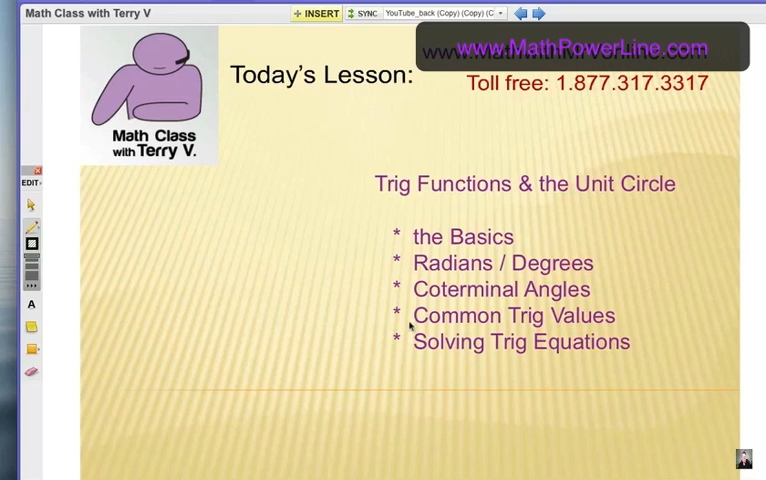 Math Class with Terry V
INSERT
SYNC
YouTube_back (Copy) (Copy) (C
www.MathPowerLine.com
Today's Lesson:
Toll free: 1.877.317.3317
Math Class
with Terry V.
EDIT
Trig Functions & the Unit Circle
* the Basics
* Radians / Degrees
* Coterminal Angles
* Common Trig Values
* Solving Trig Equations
A